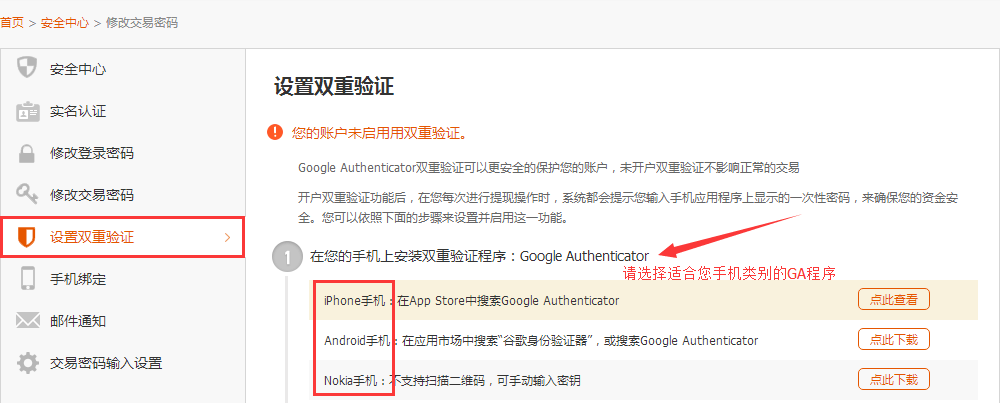 首页 > 安全中心 > 修改交易密码
安全中心
实名认证
修改登录密码
修改交易密码
设置双重验证
手机绑定
邮件通知
交易密码输入设置
设置双重验证
您的账户未启用用双重验证。
Google Authenticator双重验证可以更安全的保护您的账户，未开户双重验证不影响正常的交易
开户双重验证功能后，在您每次进行提现操作时，系统都会提示您输入手机应用程序上显示的一次性密码，来确保您的资金安
全。您可以依照下面的步骤来设置并启用这一功能。
1 在您的手机上安装双重验证程序：Google Authenticator
请选择适合您手机类别的GA程序
iPhone手机：在App Store中搜索Google Authenticator 点此查看
Android手机：在应用市场中搜索“谷歌身份验证器”，或搜索Google Authenticator 点此下载
Nokia手机：不支持扫描二维码，可手动输入密钥 点此下载